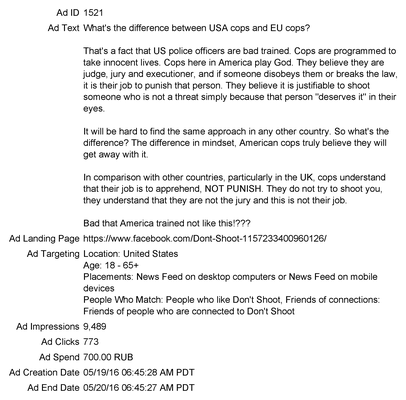 Ad ID 1521
Ad Text What's the difference between USA cops and EU cops?
That's a fact that US police officers are bad trained. Cops are programmed to
take innocent lives. Cops here in America play God. They believe they are
judge, jury and executioner, and if someone disobeys them or breaks the law,
it is their job to punish that person. They believe it is justifiable to shoot
someone who is not a threat simply because that person "deserves it" in their
eyes.
It will be hard to find the same approach in any other country. So what's the
difference? The difference in mindset, American cops truly believe they will
get away with it.
In comparison with other countries, particularly in the UK, cops understand
that their job is to apprehend, NOT PUNISH. They do not try to shoot you,
they understand that they are not the jury and this is not their job.
Bad that America trained not like this!???
Ad Landing Page https://www.facebook.com/Dont-Shoot-1157233400960126/
Ad Targeting Location: United States
Age: 18 - 65+
Placements: News Feed on desktop computers or News Feed on mobile
devices
People Who Match: People who like Don't Shoot, Friends of connections:
Friends of people who are connected to Don't Shoot
Ad Impressions 9,489
Ad Clicks 773
Ad Spend 700.00 RUB
Ad Creation Date 05/19/16 06:45:28 AM PDT
Ad End Date 05/20/16 06:45:27 AM PDT